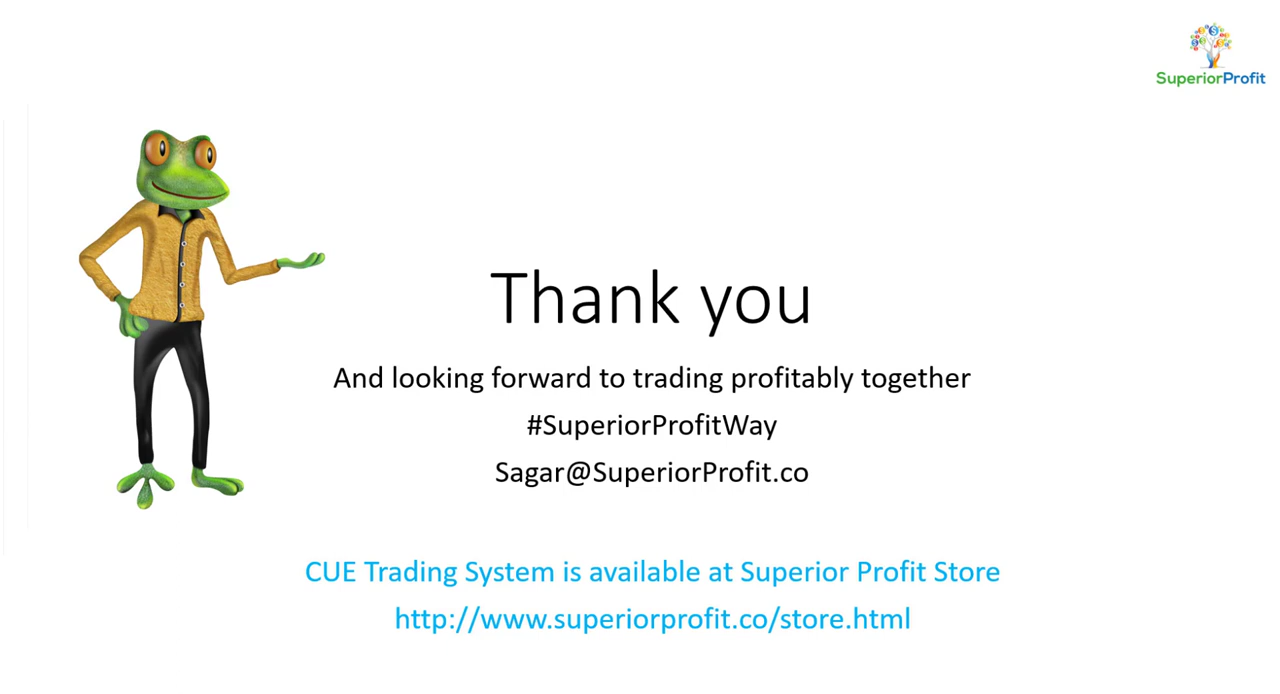 SuperiorProfit
Thank you
And looking forward to trading profitably together
#SuperiorProfitWay
Sagar@SuperiorProfit.co
CUE Trading System is available at Superior Profit Store
http://www.superiorprofit.co/store.html